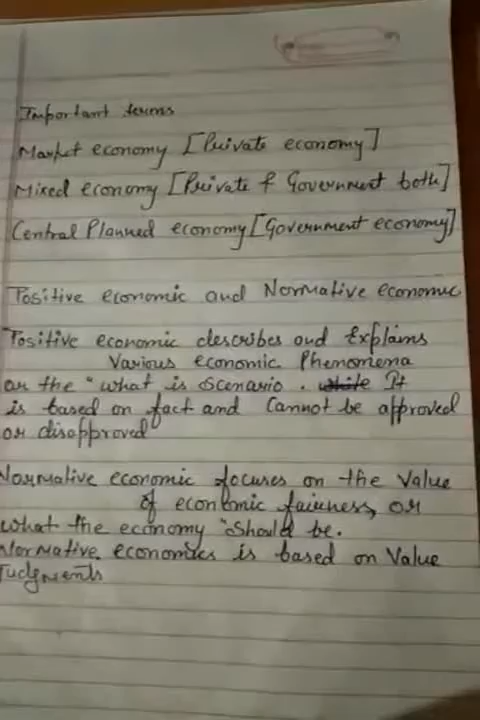 Important terms
Market economy [Private economy]
Mixed economy [Private & Government both]
Central Planned economy [Government economy]
Positive economic and Normative economic
Positive economic describes and Explains
Various economic Phenomena
or the "what is Scenario . while It
is based on fact and Cannot be approved
or disapproved
Normative economic focuses on the Value
of economic fairness, or
what the economy "Should be.
Normative economics is based on Value
Judgments